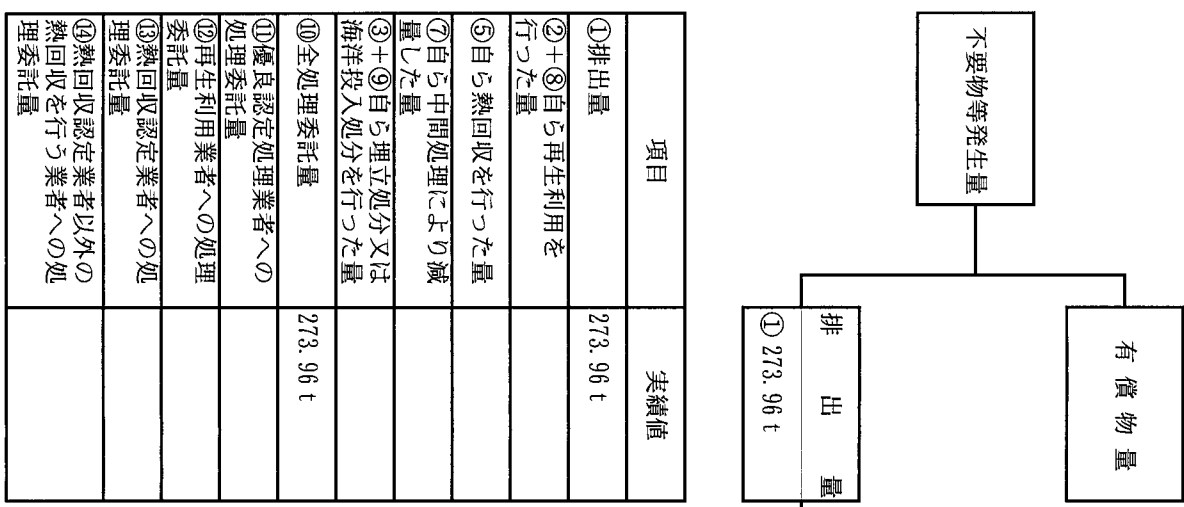 不要物等発生量
有償物量
排出量
① 273.96 t
項目
実績値
①排出量
273.96 t
②+⑧自ら再生利用を
行った量
⑤自ら熱回収を行った量
⑦自ら中間処理により減
量した量
③+⑨自ら埋立処分又は
海洋投入処分を行った量
⑩全処理委託量
273.96 t
⑪優良認定処理業者への
処理委託量
⑫再生利用業者への処理
委託量
⑬熱回収認定業者への処
理委託量
⑭熱回収認定業者以外の
熱回収を行う業者への処
理委託量